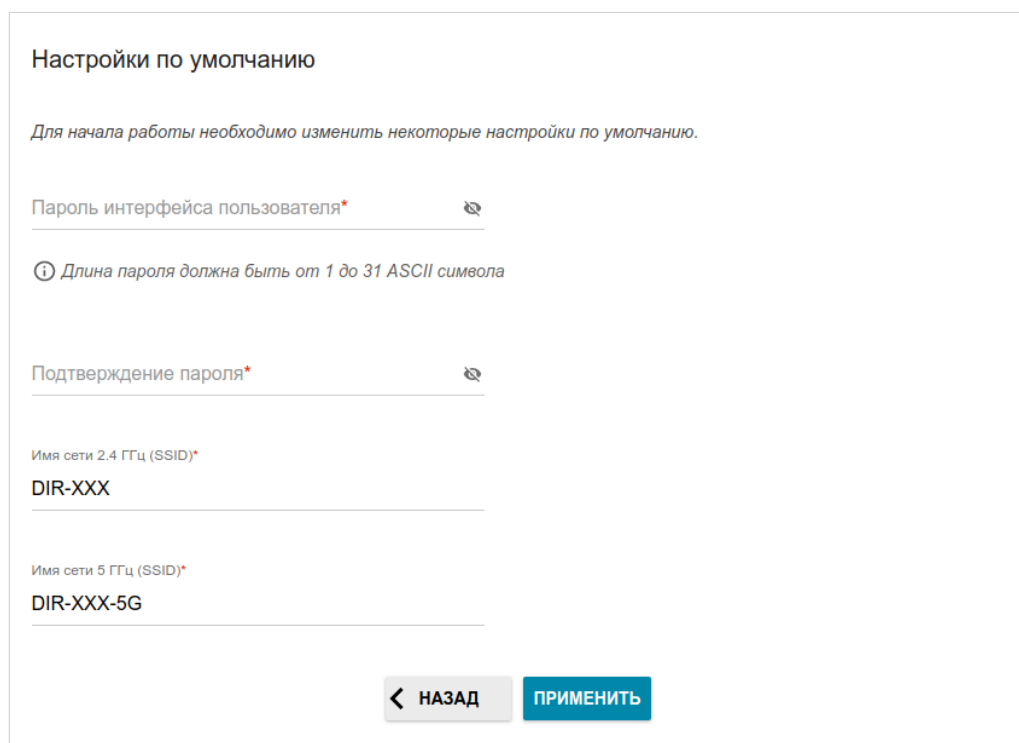 Настройки по умолчанию
Для начала работы необходимо изменить некоторые настройки по умолчанию.
Пароль интерфейса пользователя*
Длина пароля должна быть от 1 до 31 ASCII символа
Подтверждение пароля*
Имя сети 2.4 ГГц (SSID)*
DIR-XXX
Имя сети 5 ГГц (SSID)*
DIR-XXX-5G
НАЗАД
ПРИМЕНИТЬ